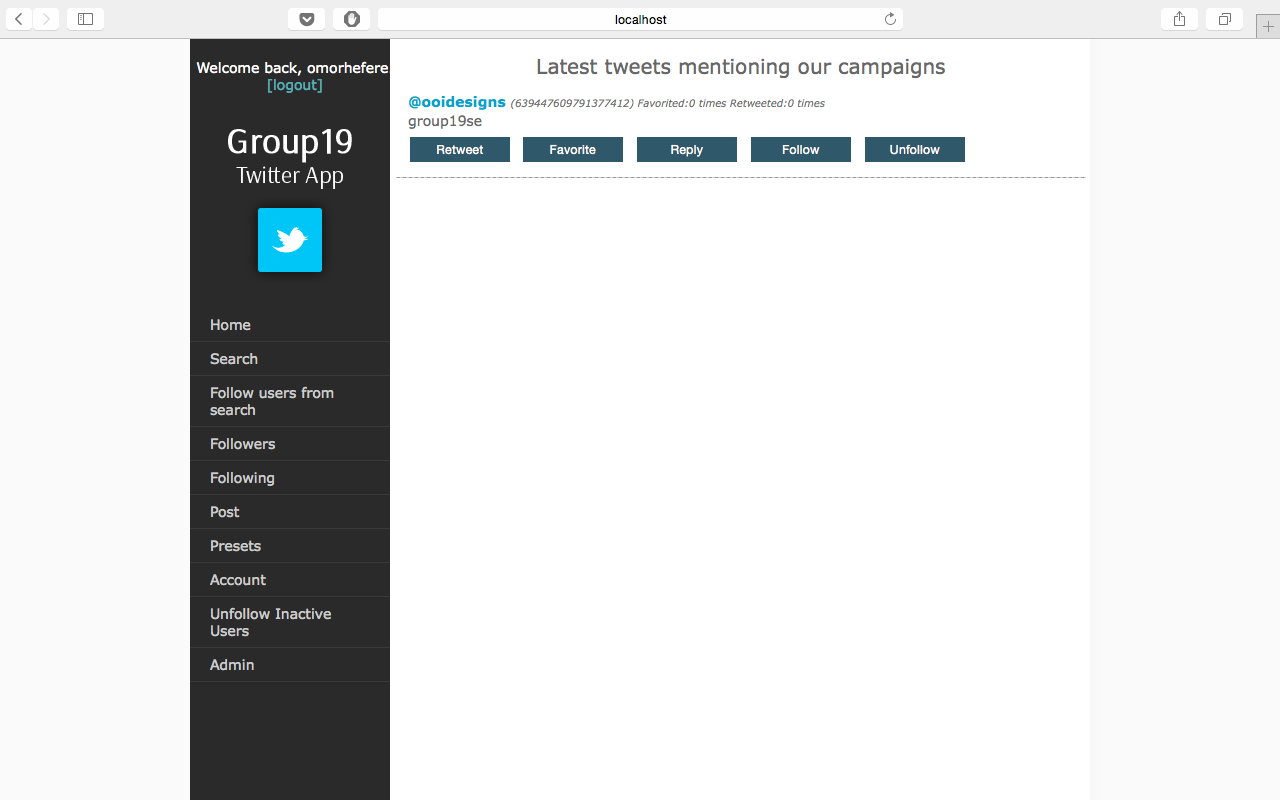 localhost
Welcome back, omorhefere
[logout]
Group19
Twitter App
Home
Search
Follow users from
search
Followers
Following
Post
Presets
Account
Unfollow Inactive
Users
Admin
Latest tweets mentioning our campaigns
@ooidesigns (639447609791377412) Favorited:0 times Retweeted:0 times
group19se
Retweet Favorite Reply Follow Unfollow